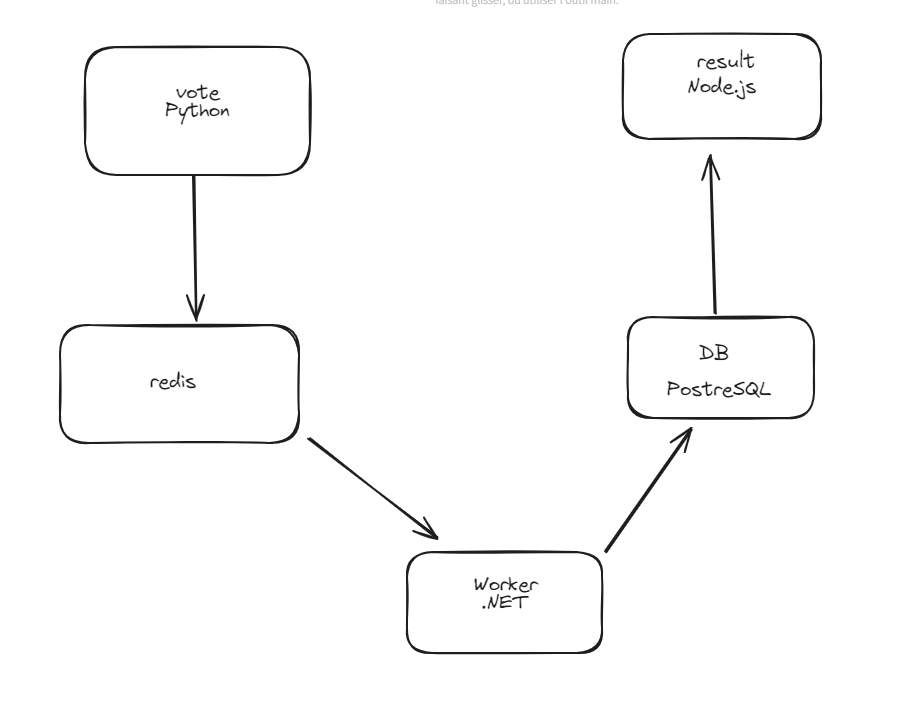 faisant glisser, ou utiliser l'outil main.
vote
Python
result
Node.js
redis
DB
PostreSQL
Worker
.NET